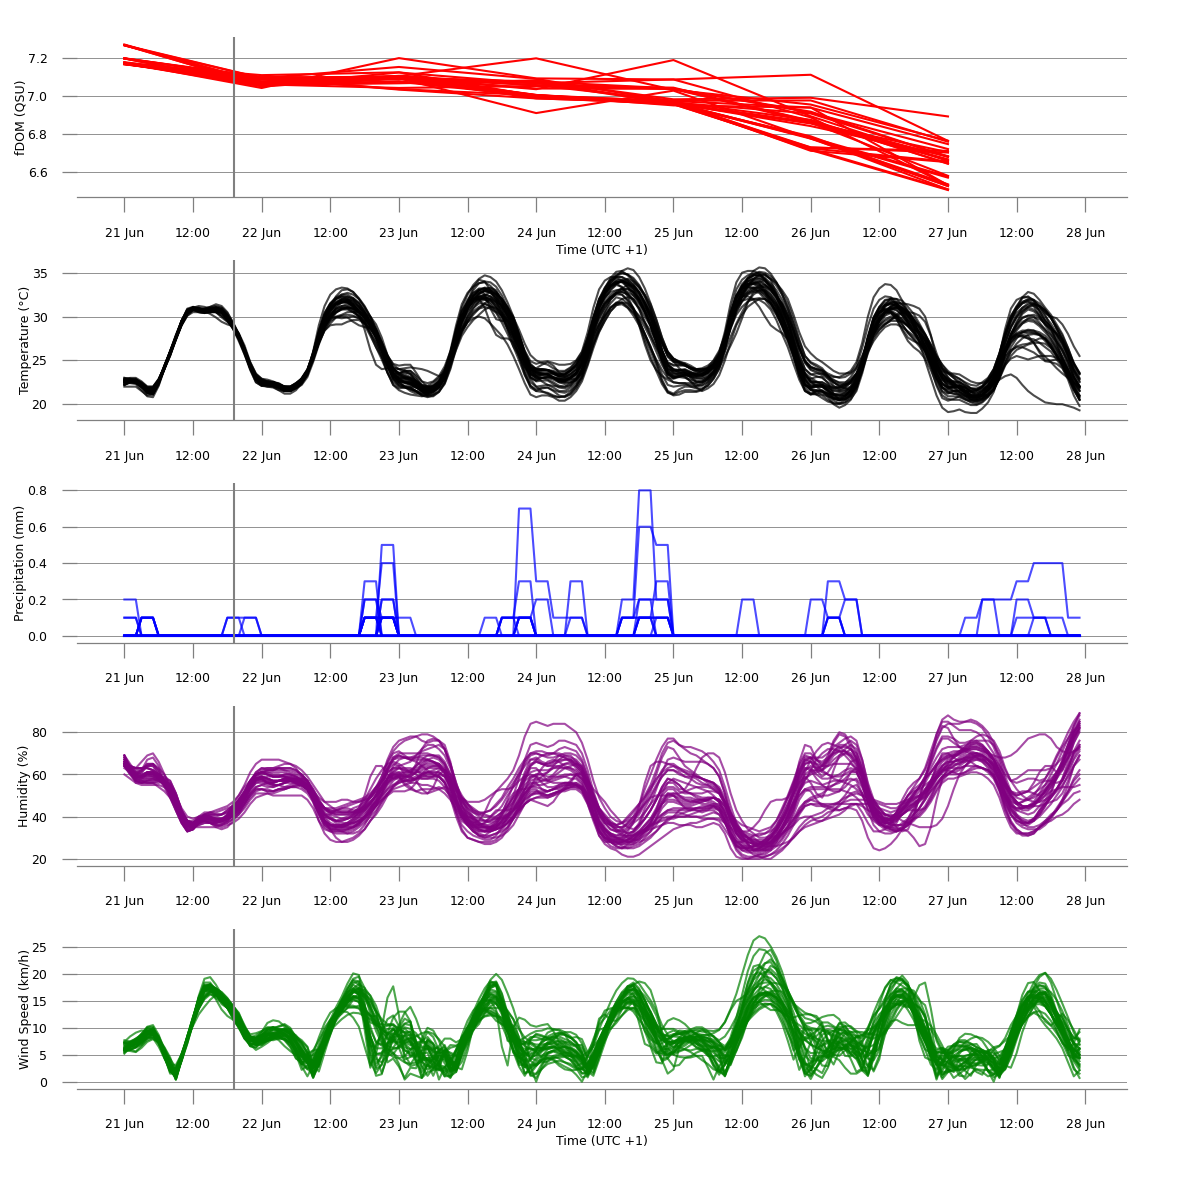 fDOM (QSU)
7.2
7.0
6.8
6.6
21 Jun 12:00 22 Jun 12:00 23 Jun 12:00 24 Jun 12:00 25 Jun 12:00 26 Jun 12:00 27 Jun 12:00 28 Jun
Time (UTC +1)
Temperature (°C)
35
30
25
20
21 Jun 12:00 22 Jun 12:00 23 Jun 12:00 24 Jun 12:00 25 Jun 12:00 26 Jun 12:00 27 Jun 12:00 28 Jun
Precipitation (mm)
0.8
0.6
0.4
0.2
0.0
21 Jun 12:00 22 Jun 12:00 23 Jun 12:00 24 Jun 12:00 25 Jun 12:00 26 Jun 12:00 27 Jun 12:00 28 Jun
Humidity (%)
80
60
40
20
21 Jun 12:00 22 Jun 12:00 23 Jun 12:00 24 Jun 12:00 25 Jun 12:00 26 Jun 12:00 27 Jun 12:00 28 Jun
Wind Speed (km/h)
25
20
15
10
5
0
21 Jun 12:00 22 Jun 12:00 23 Jun 12:00 24 Jun 12:00 25 Jun 12:00 26 Jun 12:00 27 Jun 12:00 28 Jun
Time (UTC +1)